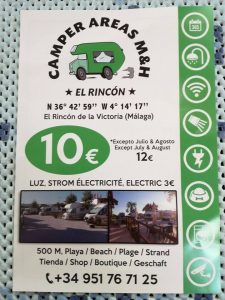 CAMPER AREAS M&H
★ EL RINCÓN ★
N 36° 42' 59'' W 4° 14' 17''
El Rincón de la Victoria (Málaga)
10€
*Excepto Julio & Agosto
Except July & August
12€
LUZ, STROM ÉLECTRICITÉ, ELECTRIC 3€
500 M. Playa / Beach / Plage / Strand
Tienda / Shop / Boutique / Geschaft
+34 951 76 71 25